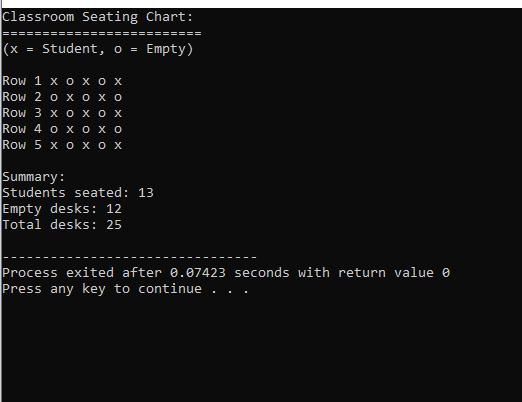 Classroom Seating Chart:
=========================
(x = Student, o = Empty)
Row 1 x o x o x
Row 2 o x o x o
Row 3 x o x o x
Row 4 o x o x o
Row 5 x o x o x
Summary:
Students seated: 13
Empty desks: 12
Total desks: 25
--------------------------------
Process exited after 0.07423 seconds with return value 0
Press any key to continue . . .